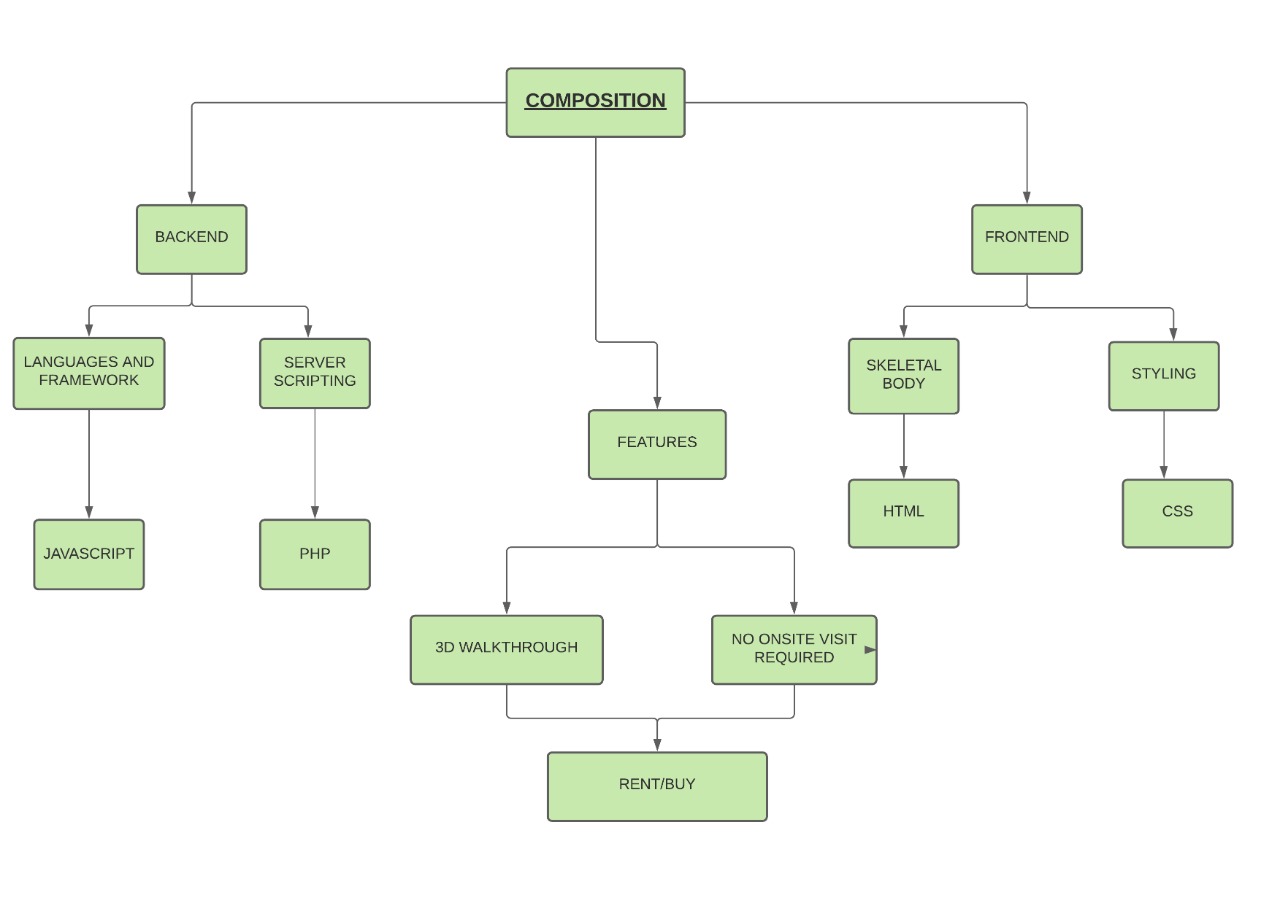 COMPOSITION
BACKEND
FRONTEND
LANGUAGES AND
FRAMEWORK
SERVER
SCRIPTING
SKELETAL
BODY
STYLING
FEATURES
HTML
CSS
JAVASCRIPT
PHP
3D WALKTHROUGH
NO ONSITE VISIT
REQUIRED
RENT/BUY